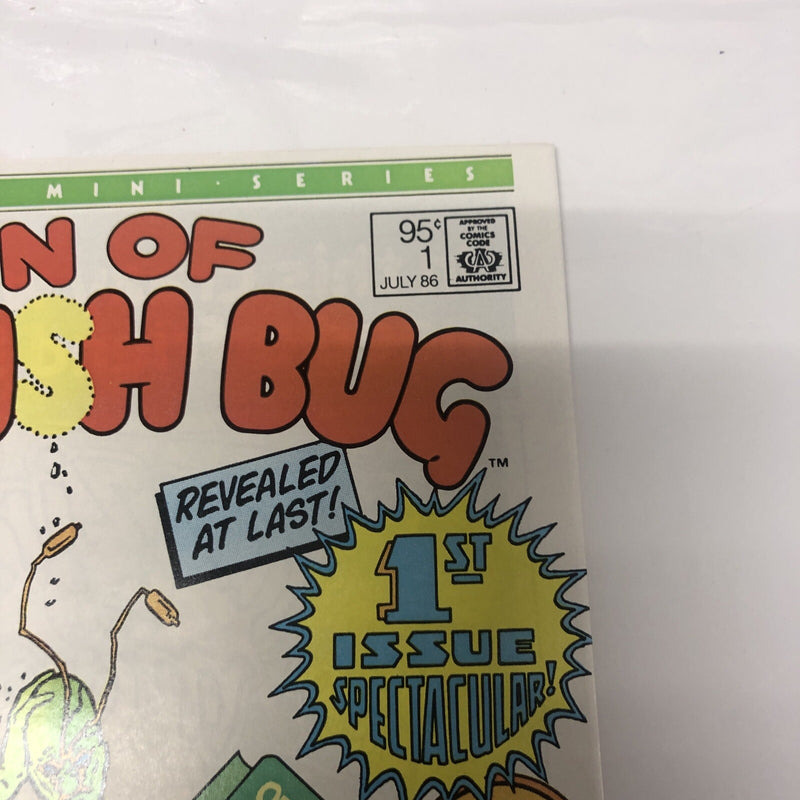 MINI·SERIES
N OF
SH BUG
TM
95¢
1
JULY 86
APPROVED
BY THE
COMICS
CODE
CA
AUTHORITY
REVEALED
AT LAST!
1ST
ISSUE
SPECTACULAR!